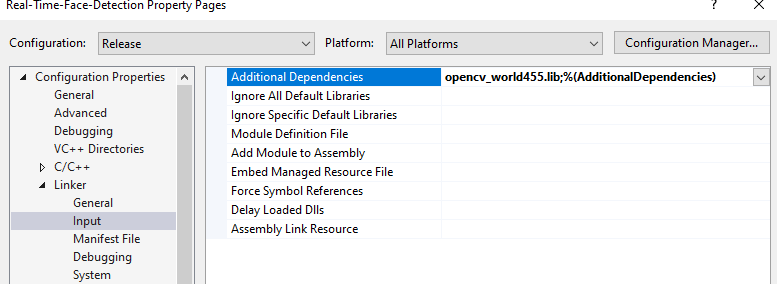 Real-Time-Face-Detection Property Pages
? ×
Configuration: Release Platform: All Platforms Configuration Manager...
Configuration Properties
General
Advanced
Debugging
VC++ Directories
C/C++
Linker
General
Input
Manifest File
Debugging
System
Additional Dependencies opencv_world455.lib;%(AdditionalDependencies)
Ignore All Default Libraries
Ignore Specific Default Libraries
Module Definition File
Add Module to Assembly
Embed Managed Resource File
Force Symbol References
Delay Loaded Dlls
Assembly Link Resource